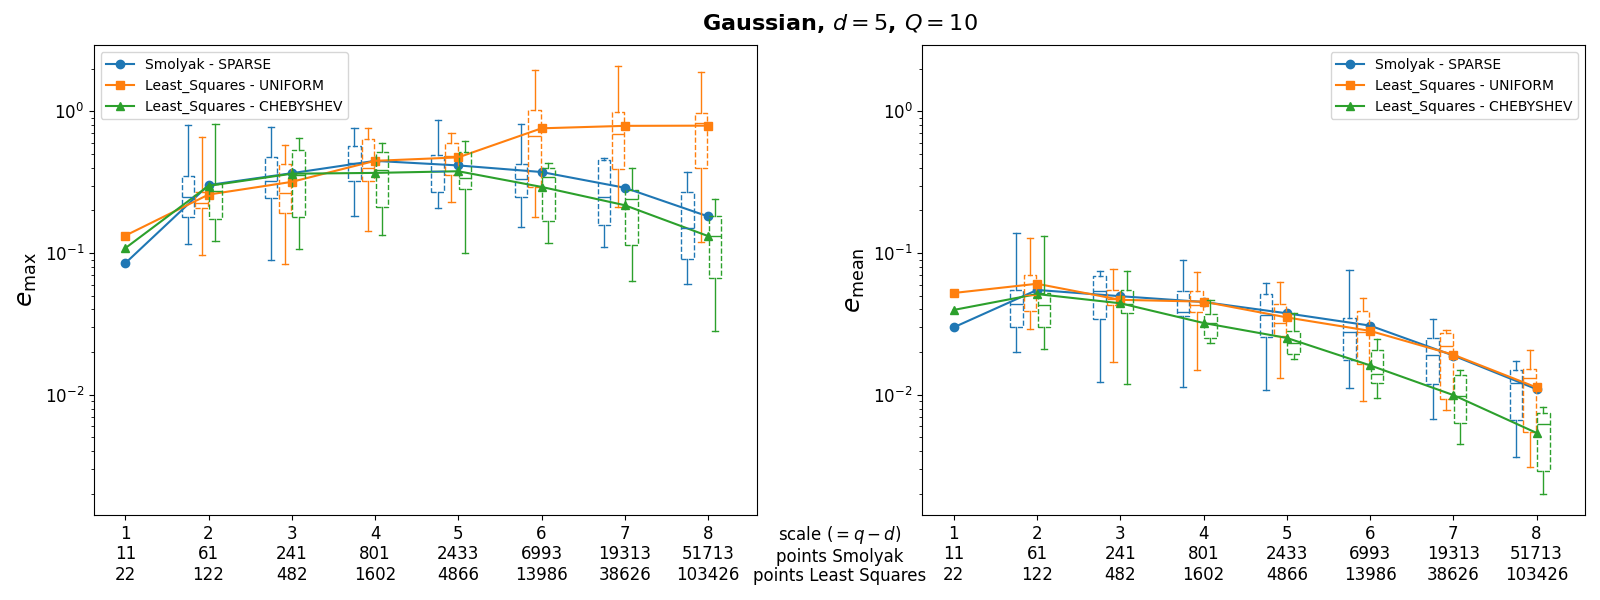 Gaussian, d = 5, Q = 10
Smolyak - SPARSE
Least_Squares - UNIFORM
Least_Squares - CHEBYSHEV
10⁰
10⁻¹
10⁻²
e_max
1 2 3 4 5 6 7 8
11 61 241 801 2433 6993 19313 51713
22 122 482 1602 4866 13986 38626 103426
scale (= q − d)
points Smolyak
points Least Squares
Smolyak - SPARSE
Least_Squares - UNIFORM
Least_Squares - CHEBYSHEV
10⁰
10⁻¹
10⁻²
e_mean
1 2 3 4 5 6 7 8
11 61 241 801 2433 6993 19313 51713
22 122 482 1602 4866 13986 38626 103426